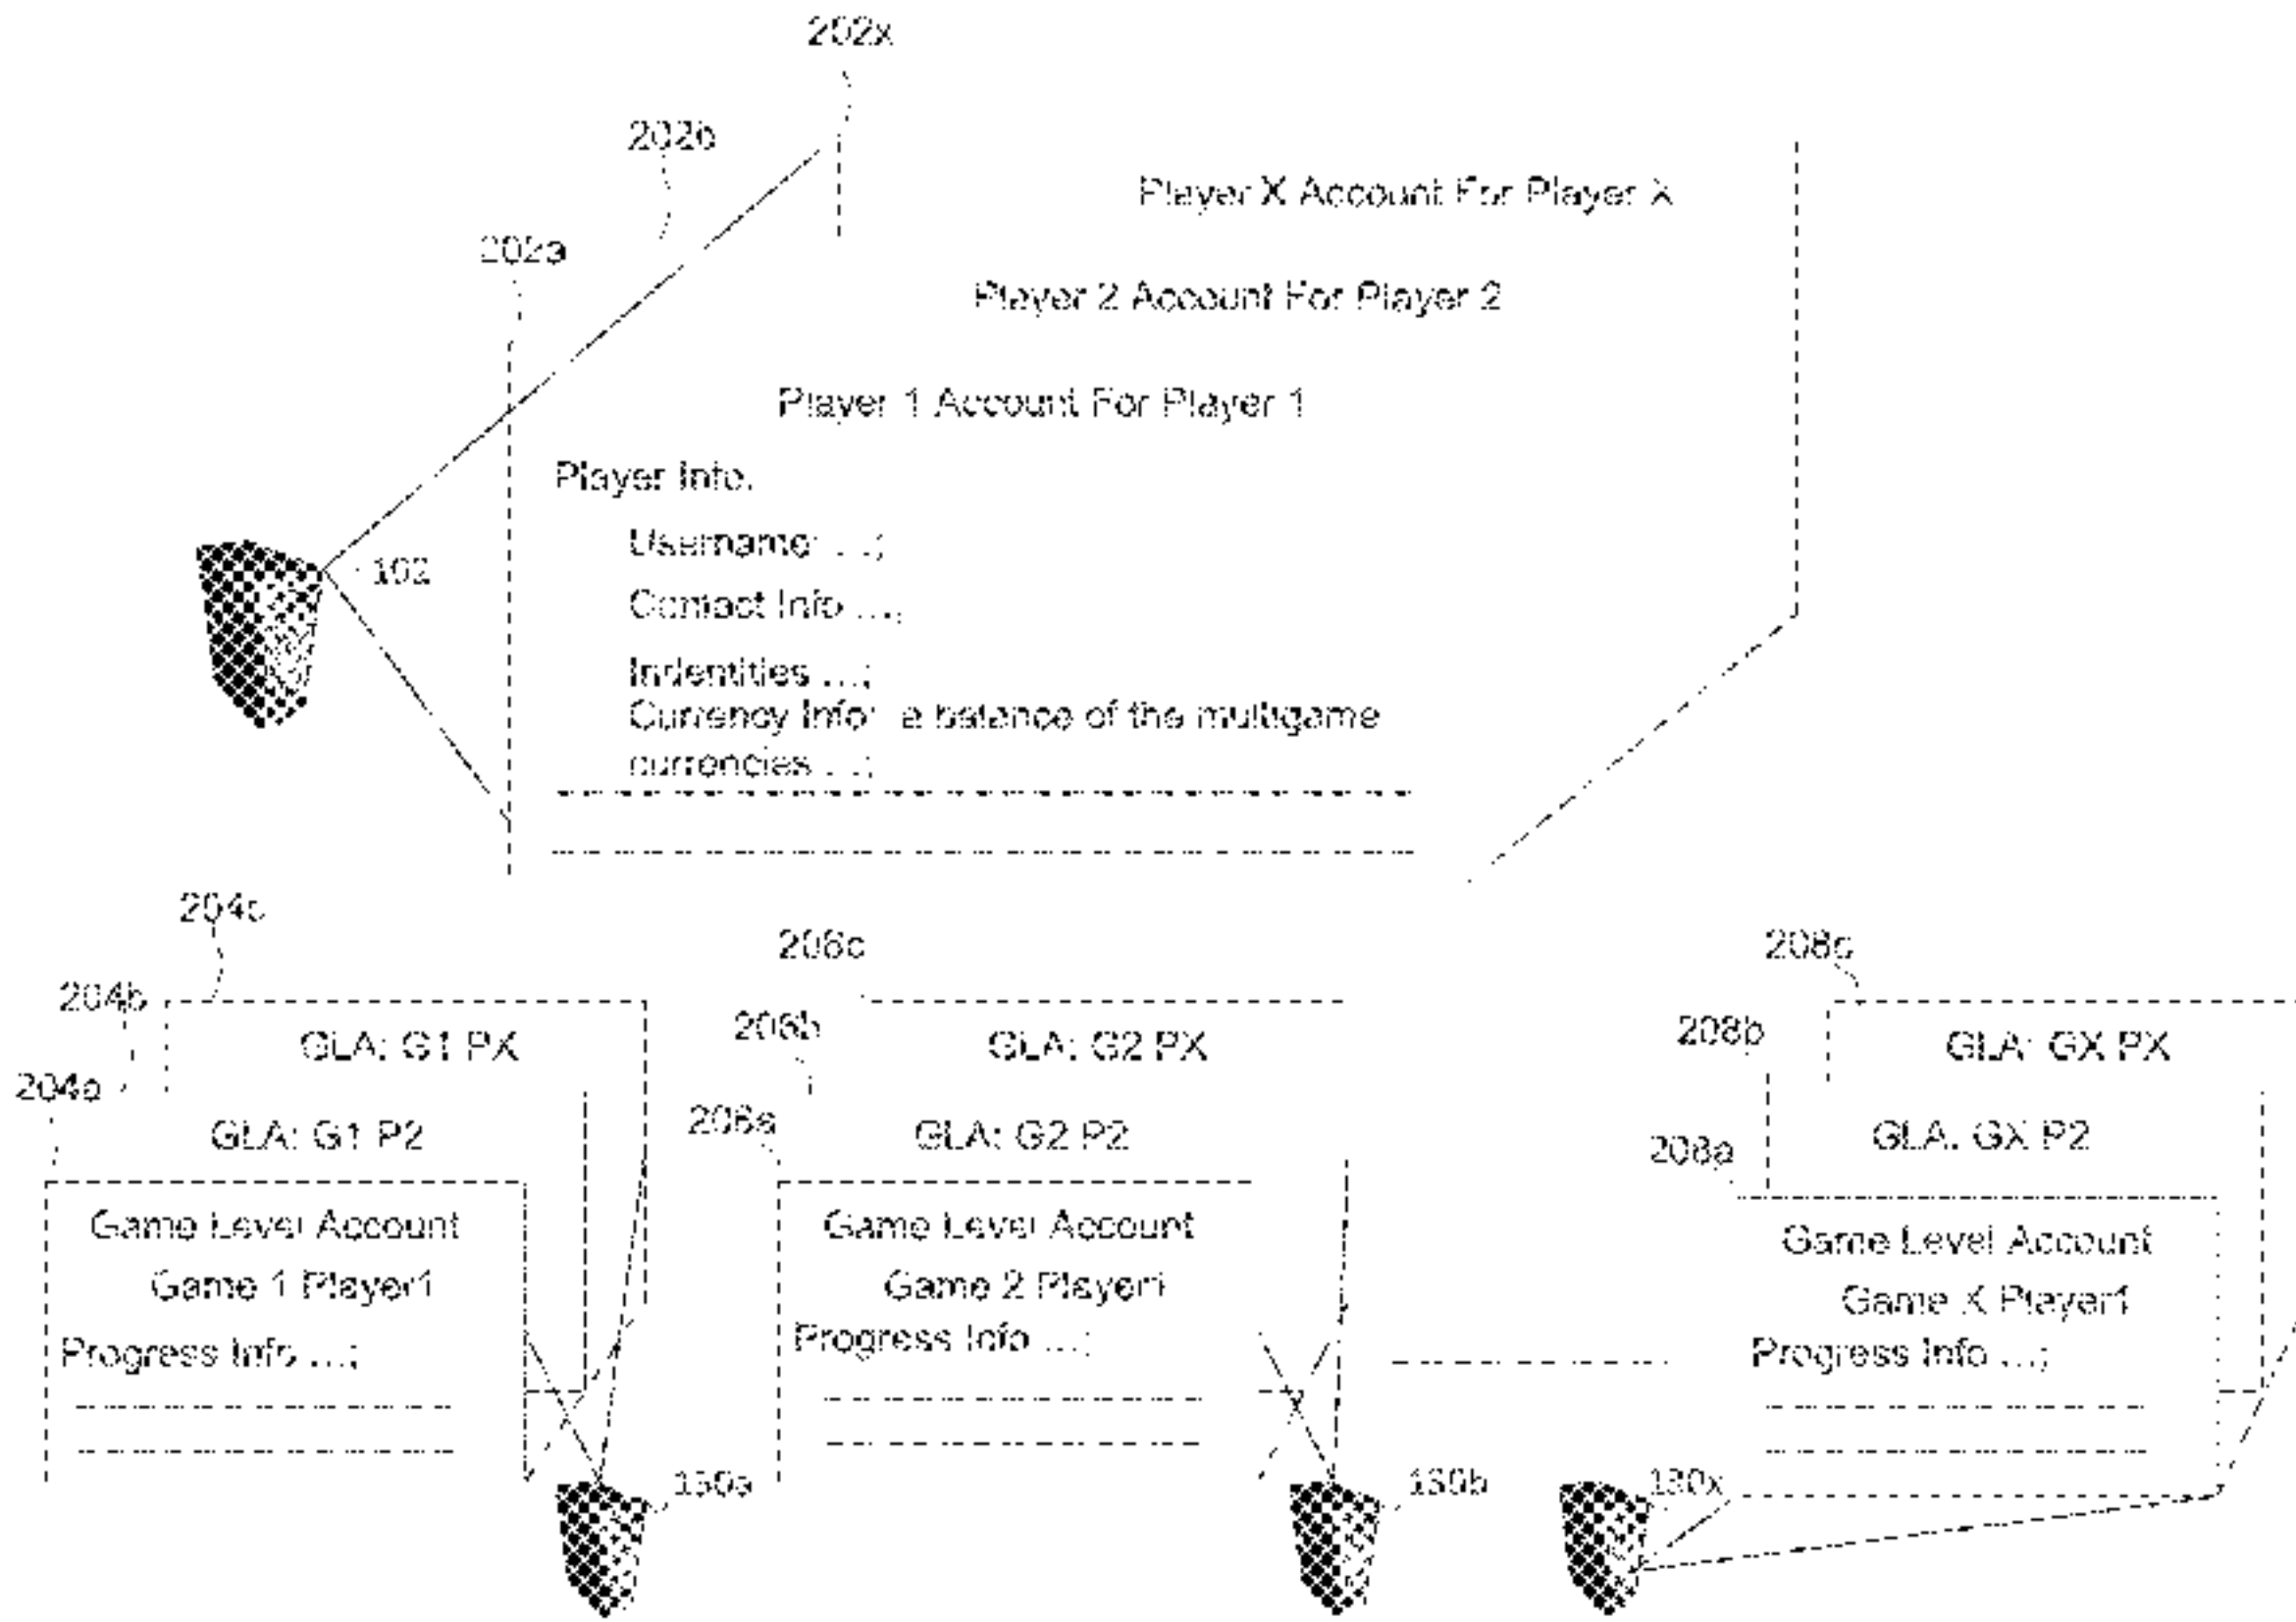 202x
202b
202a
Player X Account For Player X
Player 2 Account For Player 2
Player 1 Account For Player 1
Player Info.
Username ...;
102
Contact Info ...;
Indentities ...;
Currency Info: a balance of the multigame
currencies ...;
204c
206c
208c
204b
206b
208b
GLA: G1 PX
GLA: G2 PX
GLA: GX PX
204a
206a
208a
GLA: G1 P2
GLA: G2 P2
GLA: GX P2
Game Level Account
Game 1 Player1
Progress Info ...;
Game Level Account
Game 2 Player1
Progress Info ...;
Game Level Account
Game X Player1
Progress Info ...;
130a
130b
130x